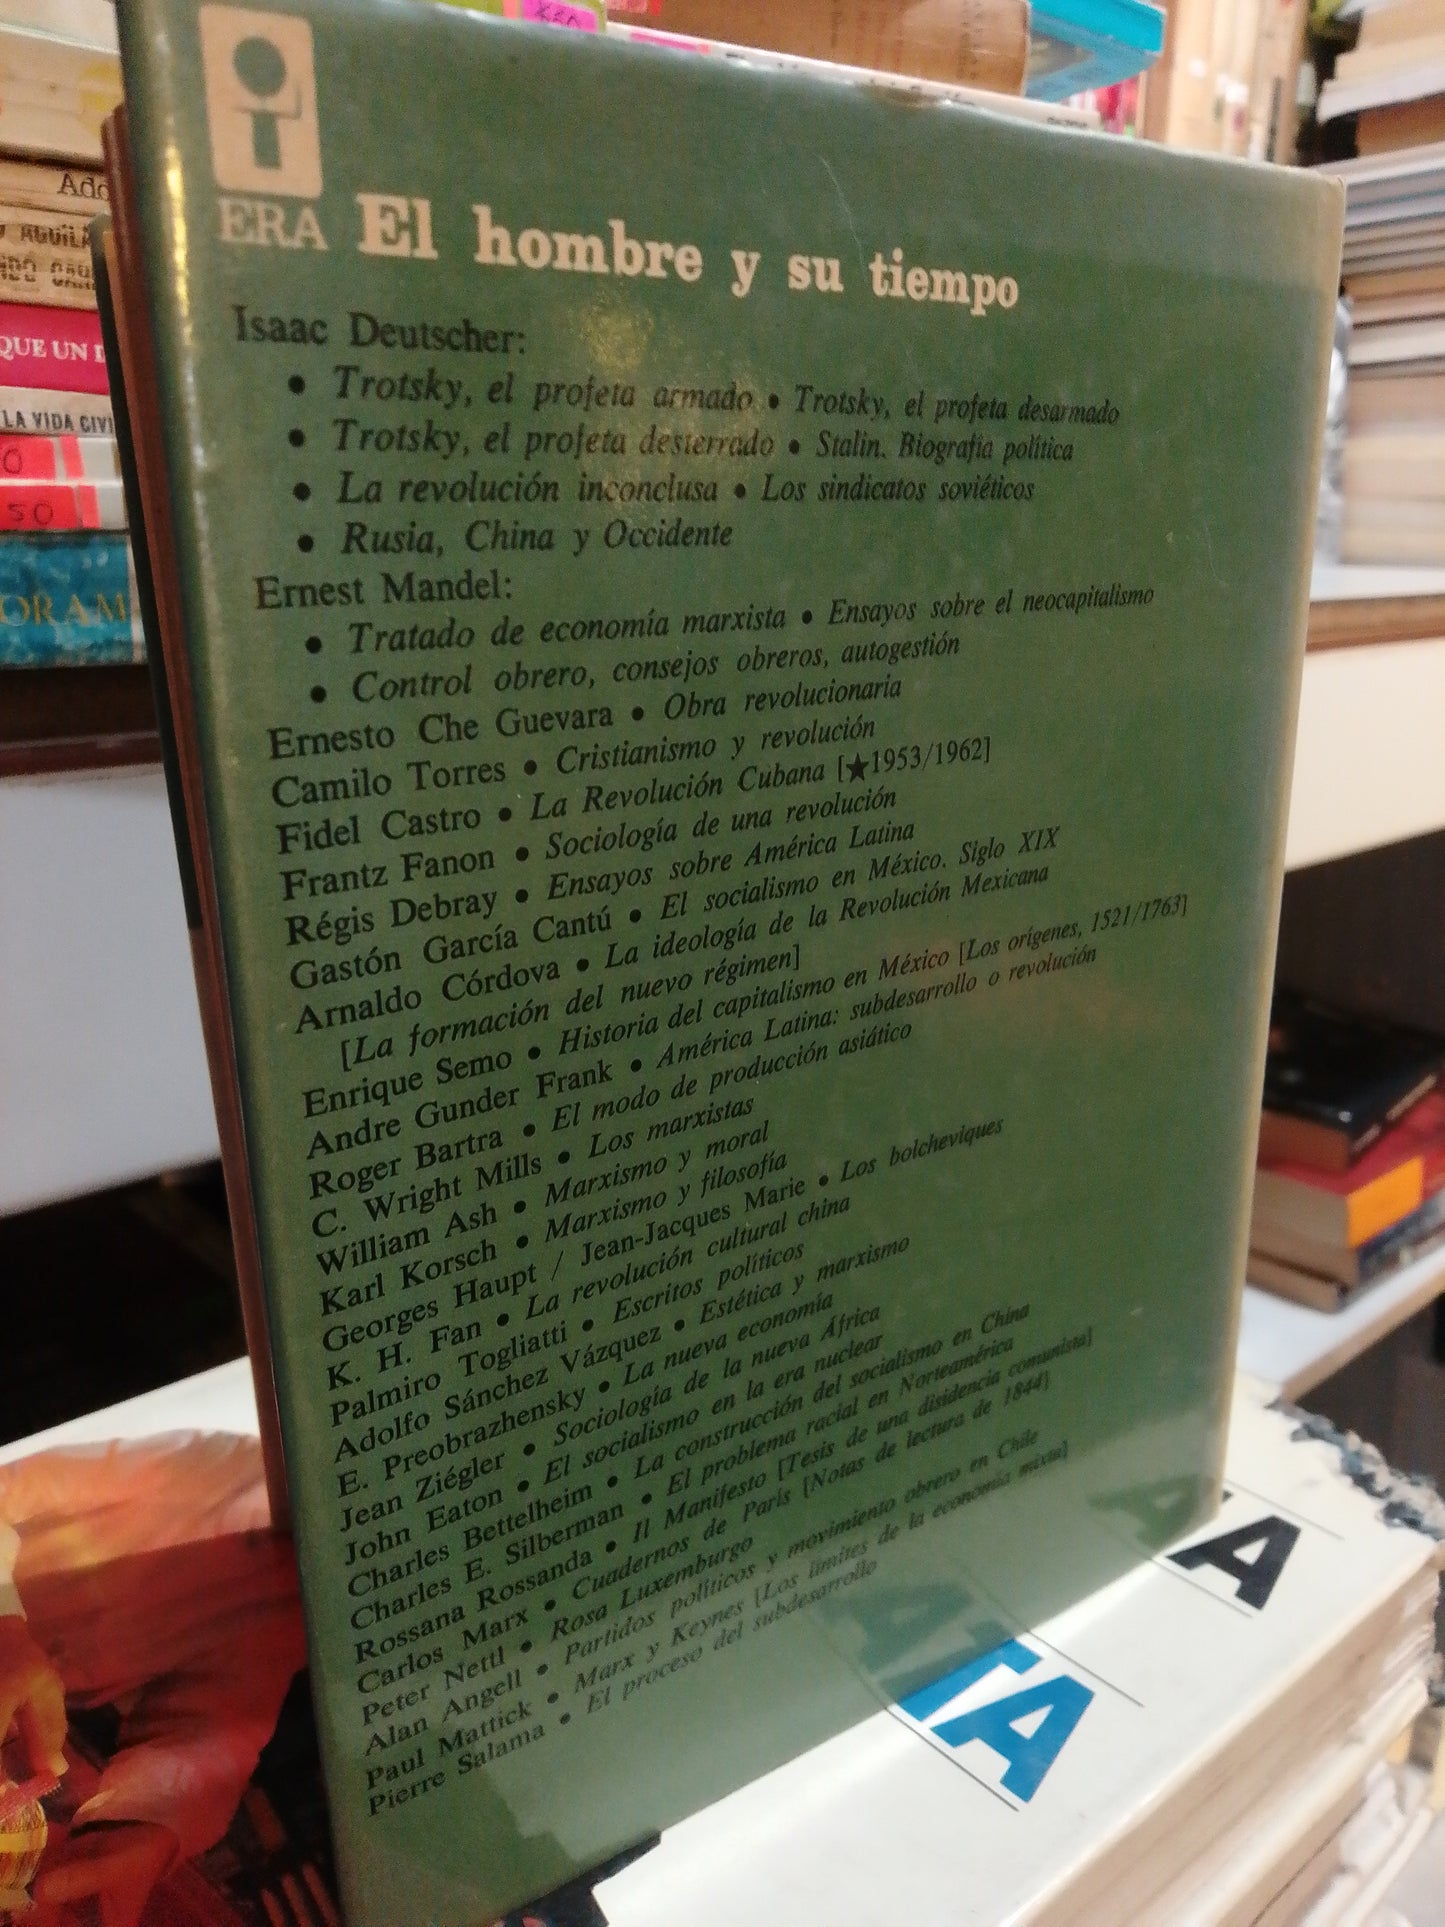 ERA El hombre y su tiempo
Isaac Deutscher:
• Trotsky, el profeta armado • Trotsky, el profeta desarmado
• Trotsky, el profeta desterrado • Stalin. Biografía política
• La revolución inconclusa • Los sindicatos soviéticos
• Rusia, China y Occidente
Ernest Mandel:
• Tratado de economía marxista • Ensayos sobre el neocapitalismo
• Control obrero, consejos obreros, autogestión
Ernesto Che Guevara • Obra revolucionaria
Camilo Torres • Cristianismo y revolución
Fidel Castro • La Revolución Cubana [★1953/1962]
Frantz Fanon • Sociología de una revolución
Régis Debray • Ensayos sobre América Latina
Gastón García Cantú • El socialismo en México. Siglo XIX
Arnaldo Córdova • La ideología de la Revolución Mexicana
[La formación del nuevo régimen]
Enrique Semo • Historia del capitalismo en México [Los orígenes, 1521/1763]
Andre Gunder Frank • América Latina: subdesarrollo o revolución
Roger Bartra • El modo de producción asiático
C. Wright Mills • Los marxistas
William Ash • Marxismo y moral
Karl Korsch • Marxismo y filosofía
Georges Haupt / Jean-Jacques Marie • Los bolcheviques
K. H. Fan • La revolución cultural china
Palmiro Togliatti • Escritos políticos
Adolfo Sánchez Vázquez • Estética y marxismo
E. Preobrazhensky • La nueva economía
Jean Ziégler • Sociología de la nueva África
John Eaton • El socialismo en la era nuclear
Charles Bettelheim • La construcción del socialismo en China
Charles E. Silberman • El problema racial en Norteamérica
Rossana Rossanda • Il Manifesto [Tesis de una disidencia comunista]
Carlos Marx • Cuadernos de París [Notas de lectura de 1844]
Peter Nettl • Rosa Luxemburgo
Alan Angell • Partidos políticos y movimiento obrero en Chile
Paul Mattick • Marx y Keynes [Los límites de la economía mixta]
Pierre Salama • El proceso del subdesarrollo
Add
AGUILA
QUE UN
LA VIDA CIVI
0
50
ORAM
A
TA